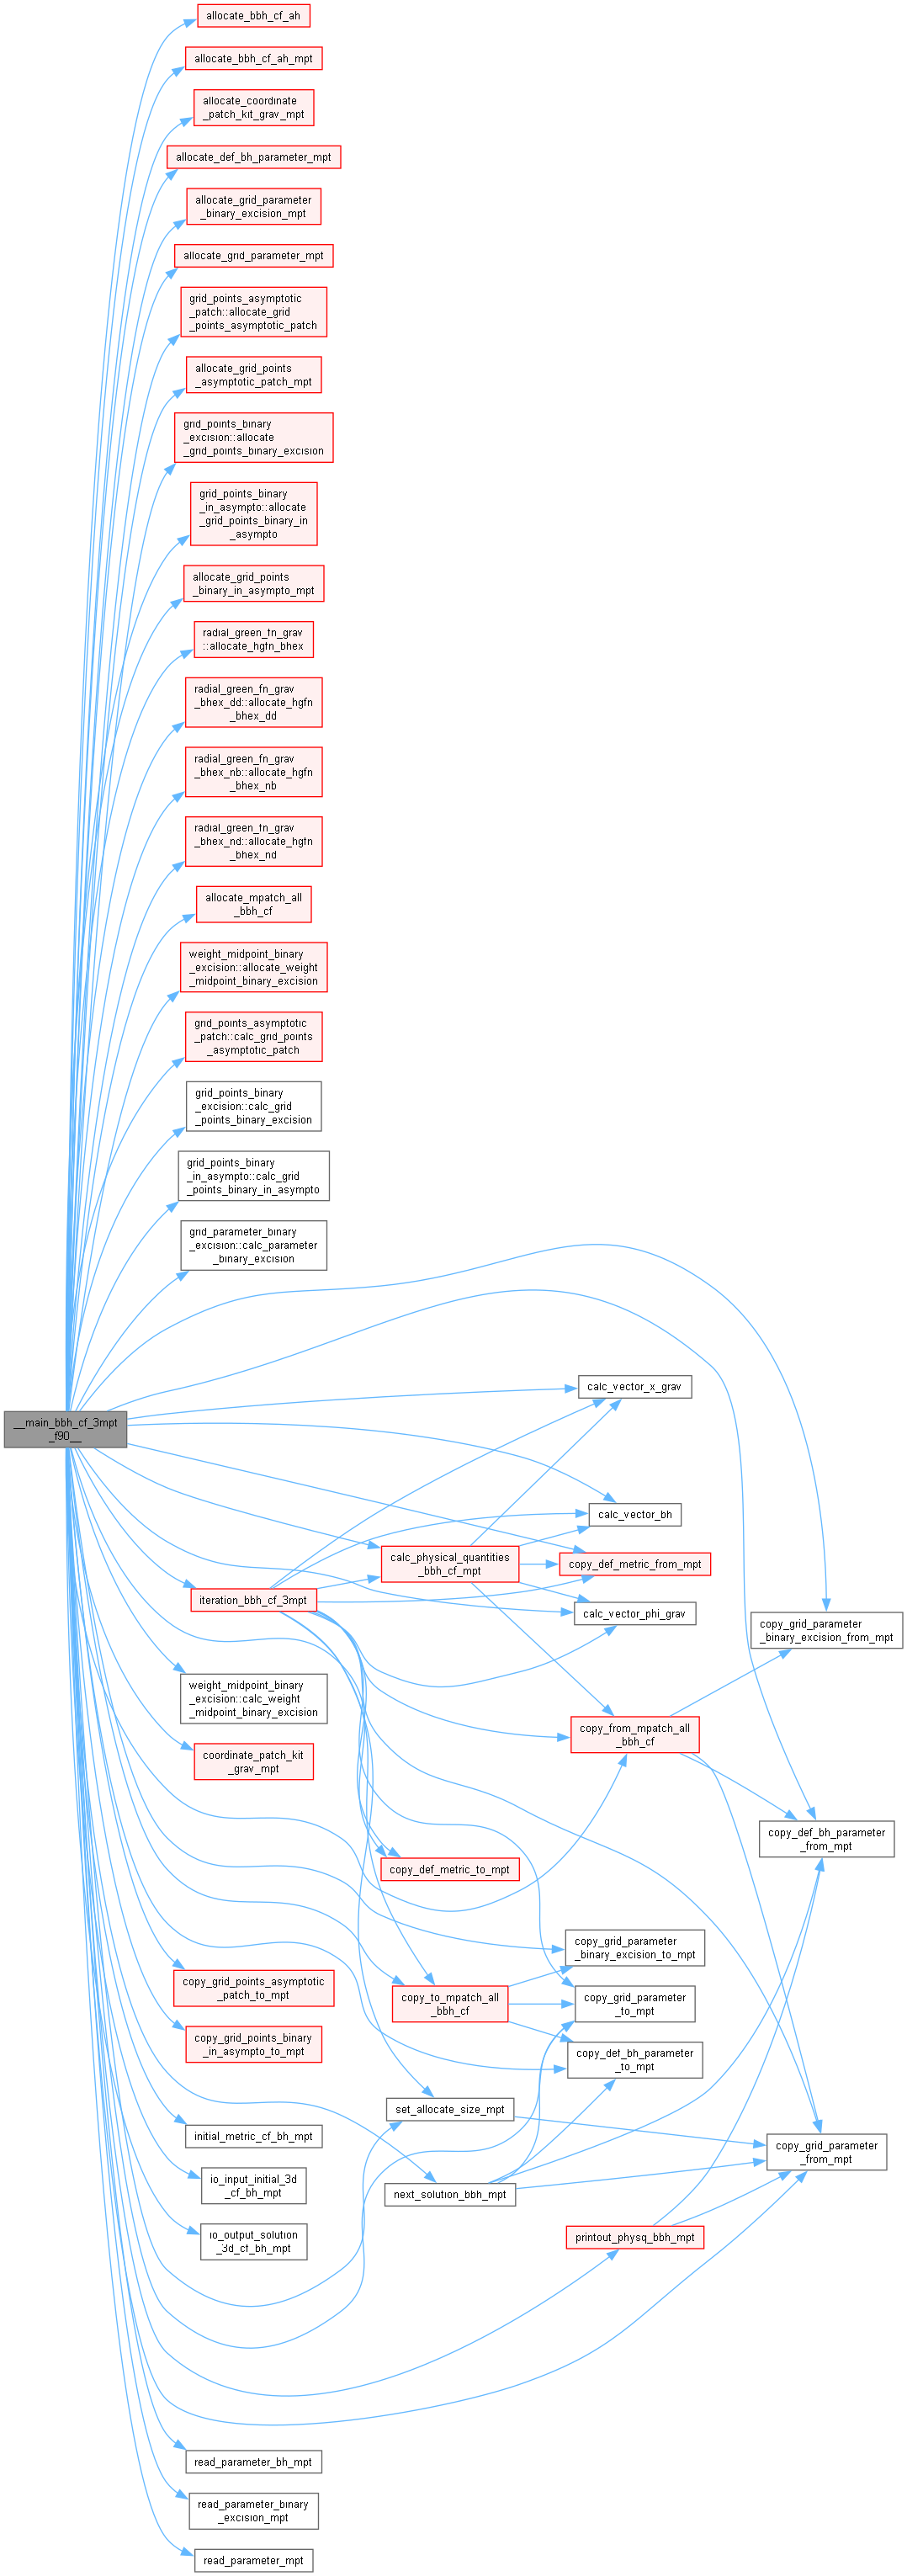 allocate_bbh_cf_ah
allocate_bbh_cf_ah_mpt
allocate_coordinate
_patch_kit_grav_mpt
allocate_def_bh_parameter_mpt
allocate_grid_parameter
_binary_excision_mpt
allocate_grid_parameter_mpt
grid_points_asymptotic
_patch::allocate_grid
_points_asymptotic_patch
allocate_grid_points
_asymptotic_patch_mpt
grid_points_binary
_excision::allocate
_grid_points_binary_excision
grid_points_binary
_in_asympto::allocate
_grid_points_binary_in
_asympto
allocate_grid_points
_binary_in_asympto_mpt
radial_green_fn_grav
::allocate_hgfn_bhex
radial_green_fn_grav
_bhex_dd::allocate_hgfn
_bhex_dd
radial_green_fn_grav
_bhex_nb::allocate_hgfn
_bhex_nb
radial_green_fn_grav
_bhex_nd::allocate_hgfn
_bhex_nd
allocate_mpatch_all
_bbh_cf
weight_midpoint_binary
_excision::allocate_weight
_midpoint_binary_excision
grid_points_asymptotic
_patch::calc_grid_points
_asymptotic_patch
grid_points_binary
_excision::calc_grid
_points_binary_excision
grid_points_binary
_in_asympto::calc_grid
_points_binary_in_asympto
grid_parameter_binary
_excision::calc_parameter
_binary_excision
calc_vector_x_grav
__main_bbh_cf_3mpt
_f90__
calc_vector_bh
calc_physical_quantities
_bbh_cf_mpt
copy_def_metric_from_mpt
iteration_bbh_cf_3mpt
calc_vector_phi_grav
copy_grid_parameter
_binary_excision_from_mpt
weight_midpoint_binary
_excision::calc_weight
_midpoint_binary_excision
copy_from_mpatch_all
_bbh_cf
coordinate_patch_kit
_grav_mpt
copy_def_bh_parameter
_from_mpt
copy_def_metric_to_mpt
copy_grid_parameter
_binary_excision_to_mpt
copy_grid_points_asymptotic
_patch_to_mpt
copy_to_mpatch_all
_bbh_cf
copy_grid_parameter
_to_mpt
copy_grid_points_binary
_in_asympto_to_mpt
copy_def_bh_parameter
_to_mpt
set_allocate_size_mpt
initial_metric_cf_bh_mpt
copy_grid_parameter
_from_mpt
io_input_initial_3d
_cf_bh_mpt
next_solution_bbh_mpt
io_output_solution
_3d_cf_bh_mpt
printout_physq_bbh_mpt
read_parameter_bh_mpt
read_parameter_binary
_excision_mpt
read_parameter_mpt